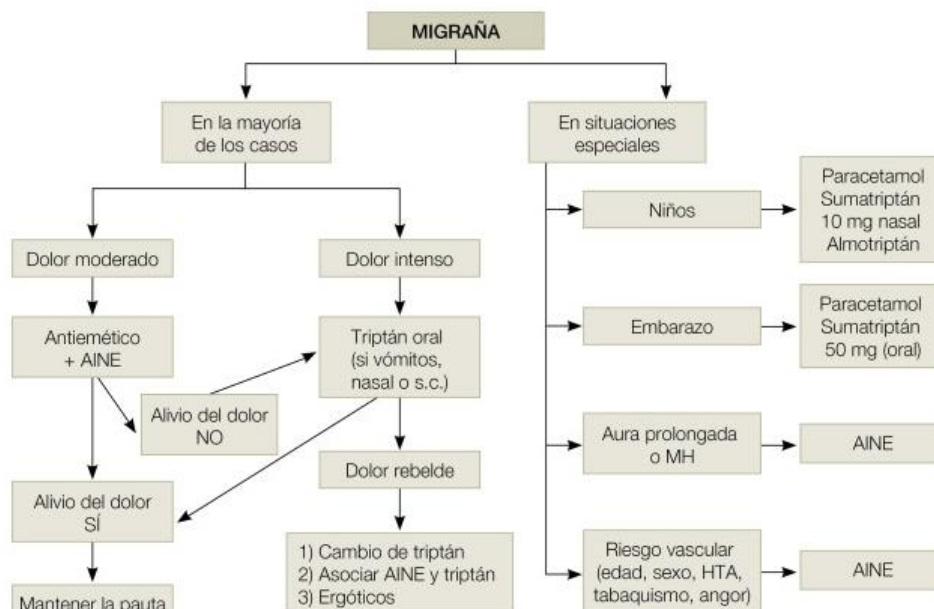 MIGRAÑA
En la mayoría
de los casos
En situaciones
especiales
Dolor moderado
Dolor intenso
Antiemético
+ AINE
Triptán oral
(si vómitos,
nasal o s.c.)
Alivio del dolor
NO
Dolor rebelde
Alivio del dolor
SÍ
1) Cambio de triptán
2) Asociar AINE y triptán
3) Ergóticos
Mantener la pauta
Niños
Paracetamol
Sumatriptán
10 mg nasal
Almotriptán
Embarazo
Paracetamol
Sumatriptán
50 mg (oral)
Aura prolongada
o MH
AINE
Riesgo vascular
(edad, sexo, HTA,
tabaquismo, angor)
AINE